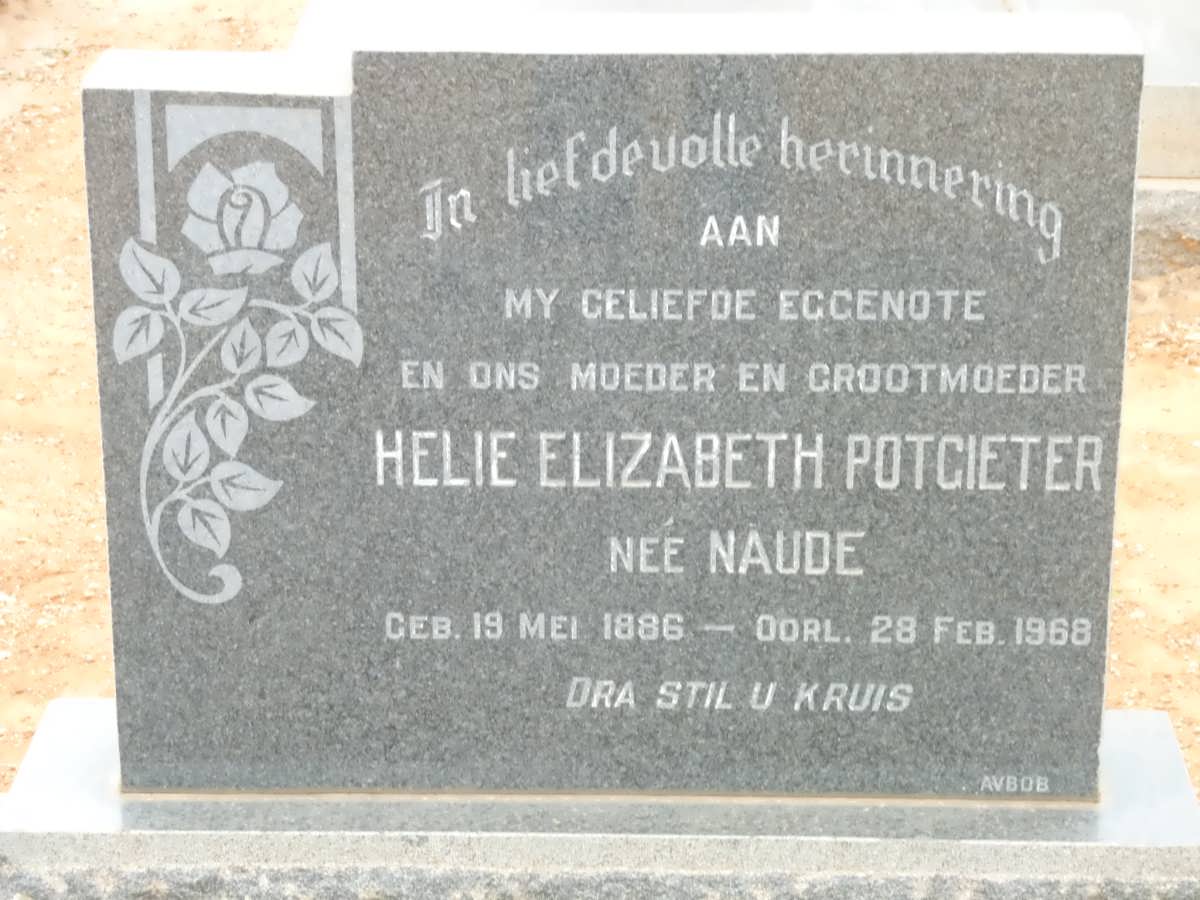 In liefdevolle herinnering
AAN
MY GELIEFDE EGGENOTE
EN ONS MOEDER EN GROOTMOEDER
HELIE ELIZABETH POTGIETER
NEÉ NAUDE
GEB. 19 MEI 1886 — OORL. 28 FEB. 1968
DRA STIL U KRUIS
AVBOB